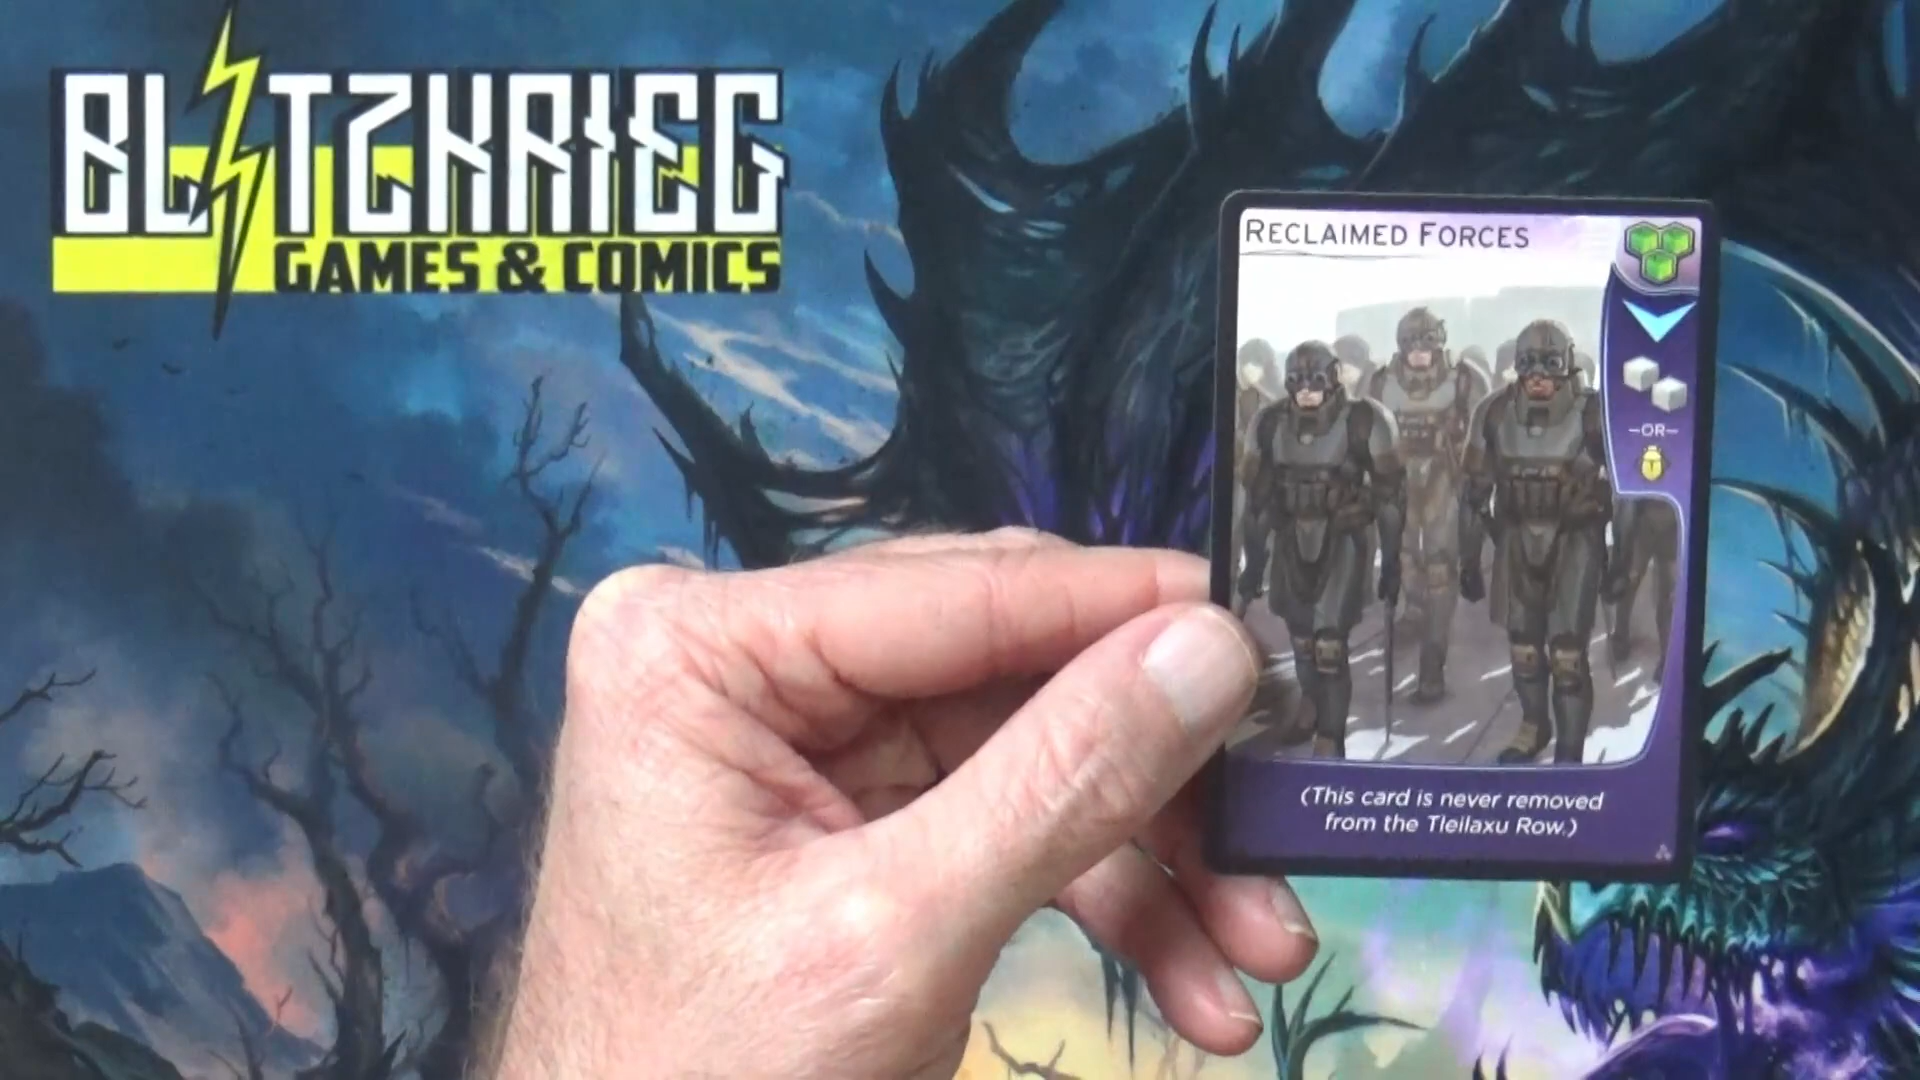 BLITZKRIEG
GAMES & COMICS
RECLAIMED FORCES
—OR—
(This card is never removed
from the Tleilaxu Row.)